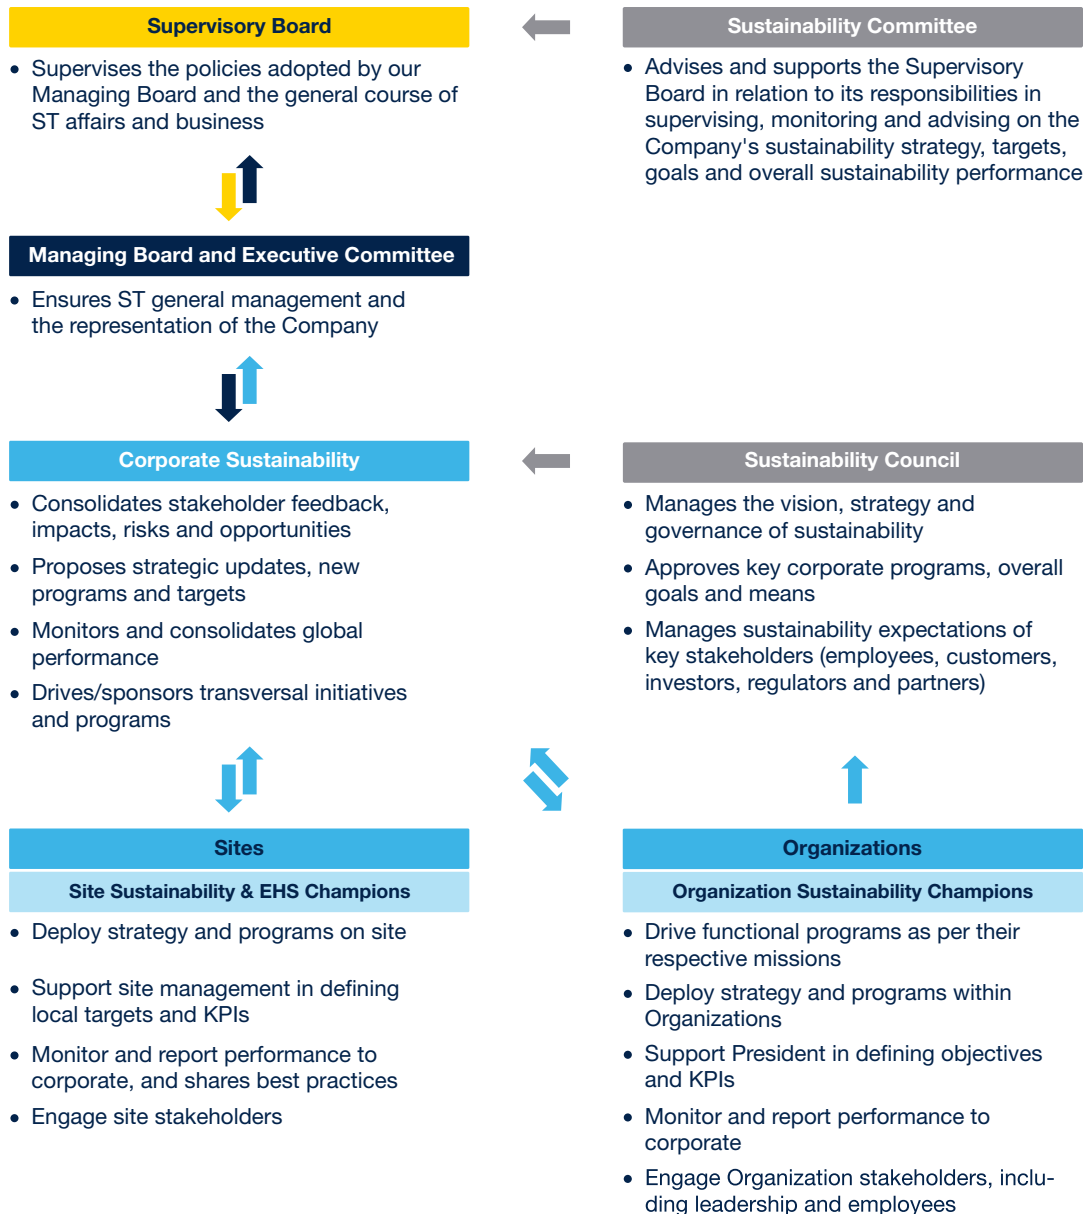 Supervisory Board
• Supervises the policies adopted by our
Managing Board and the general course of
ST affairs and business
Sustainability Committee
• Advises and supports the Supervisory
Board in relation to its responsibilities in
supervising, monitoring and advising on the
Company's sustainability strategy, targets,
goals and overall sustainability performance
Managing Board and Executive Committee
• Ensures ST general management and
the representation of the Company
Corporate Sustainability
• Consolidates stakeholder feedback,
impacts, risks and opportunities
• Proposes strategic updates, new
programs and targets
• Monitors and consolidates global
performance
• Drives/sponsors transversal initiatives
and programs
Sustainability Council
• Manages the vision, strategy and
governance of sustainability
• Approves key corporate programs, overall
goals and means
• Manages sustainability expectations of
key stakeholders (employees, customers,
investors, regulators and partners)
Sites
Site Sustainability & EHS Champions
• Deploy strategy and programs on site
• Support site management in defining
local targets and KPIs
• Monitor and report performance to
corporate, and shares best practices
• Engage site stakeholders
Organizations
Organization Sustainability Champions
• Drive functional programs as per their
respective missions
• Deploy strategy and programs within
Organizations
• Support President in defining objectives
and KPIs
• Monitor and report performance to
corporate
• Engage Organization stakeholders, inclu-
ding leadership and employees